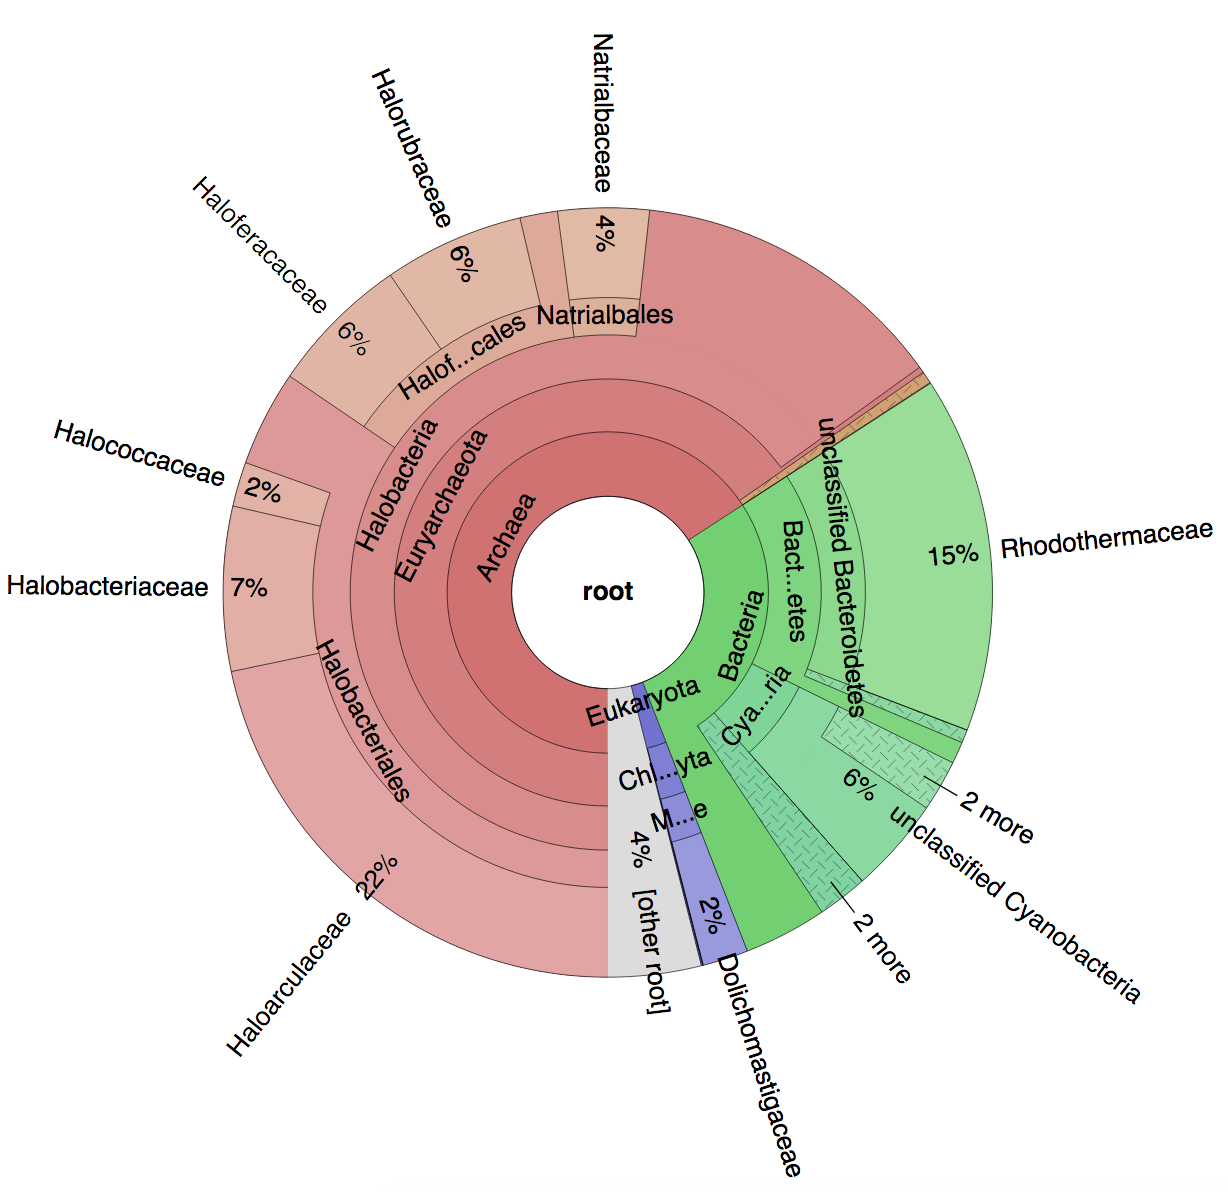 Natrialbaceae
4%
Halorubraceae
6%
Haloferacaceae
6%
Natrialbales
Halof...cales
Halococcaceae
2%
Halobacteria
Euryarchaeota
Archaea
root
Halobacteriaceae
7%
Halobacteriales
Haloarculaceae
22%
unclassified Bacteroidetes
Bact...etes
Bacteria
15%
Rhodothermaceae
Cya...ria
6%
unclassified Cyanobacteria
2 more
2 more
Eukaryota
Chl...yta
M...e
2%
Dolichomastigaceae
4%
[other root]